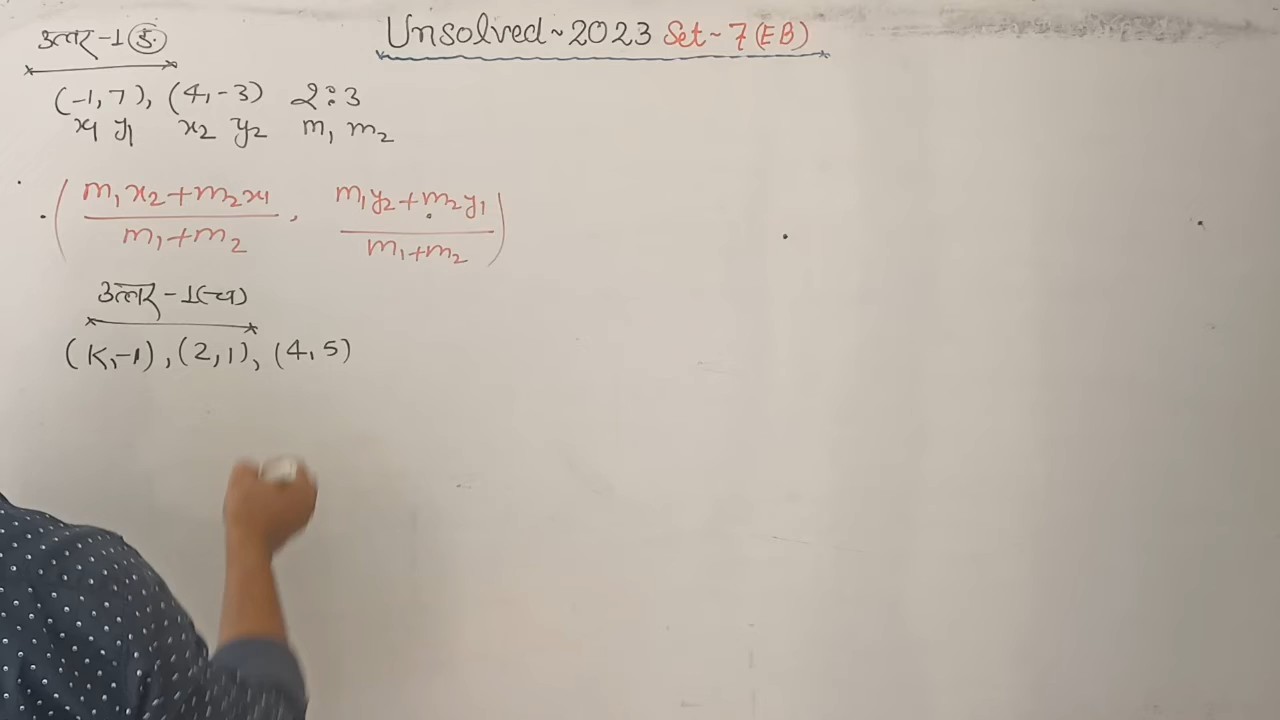 Unsolved~2023 Set~7(EB)
उत्तर-1(ङ)
(-1,7), (4,-3) 2:3
x1 y1 x2 y2 m1 m2
( m1x2+m2x1 / m1+m2 , m1y2+m2y1 / m1+m2 )
उत्तर-1(च)
(K,-1), (2,1), (4,5)